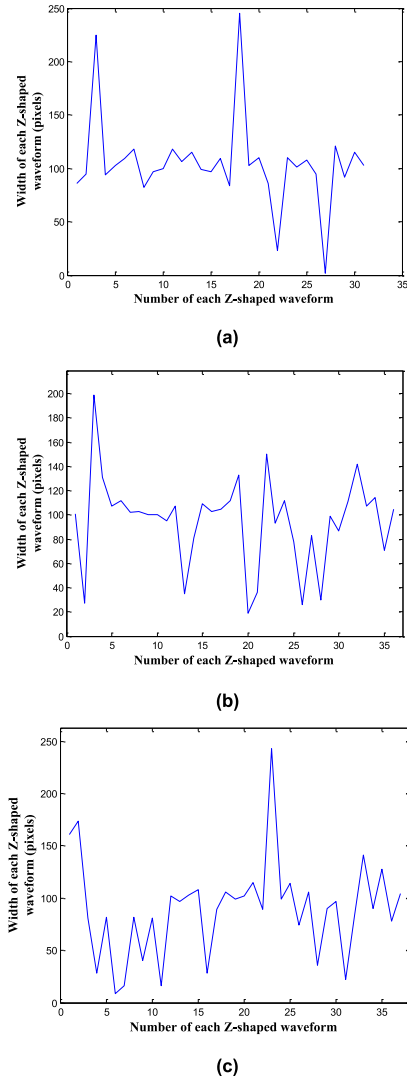 250
200
150
100
50
0
Width of each Z-shaped
waveform (pixels)
0 5 10 15 20 25 30 35
Number of each Z-shaped waveform
(a)
200
180
160
140
120
100
80
60
40
20
0
Width of each Z-shaped
waveform (pixels)
0 5 10 15 20 25 30 35
Number of each Z-shaped waveform
(b)
250
200
150
100
50
0
Width of each Z-shaped
waveform (pixels)
0 5 10 15 20 25 30 35
Number of each Z-shaped waveform
(c)